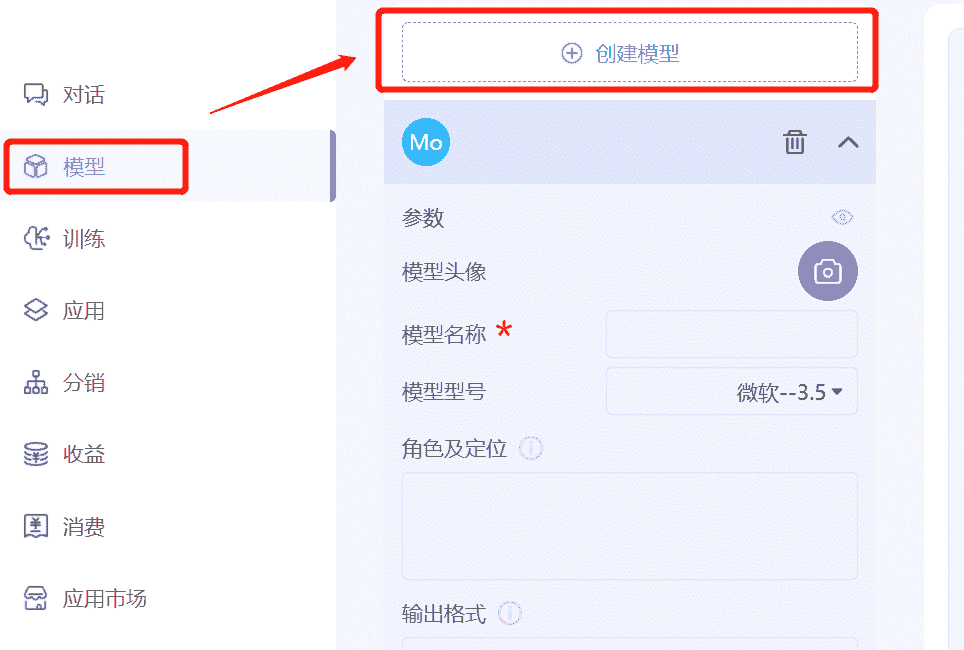 对话
模型
训练
应用
分销
收益
消费
应用市场
创建模型
Mo
参数
模型头像
模型名称 *
模型型号 微软--3.5
角色及定位
输出格式